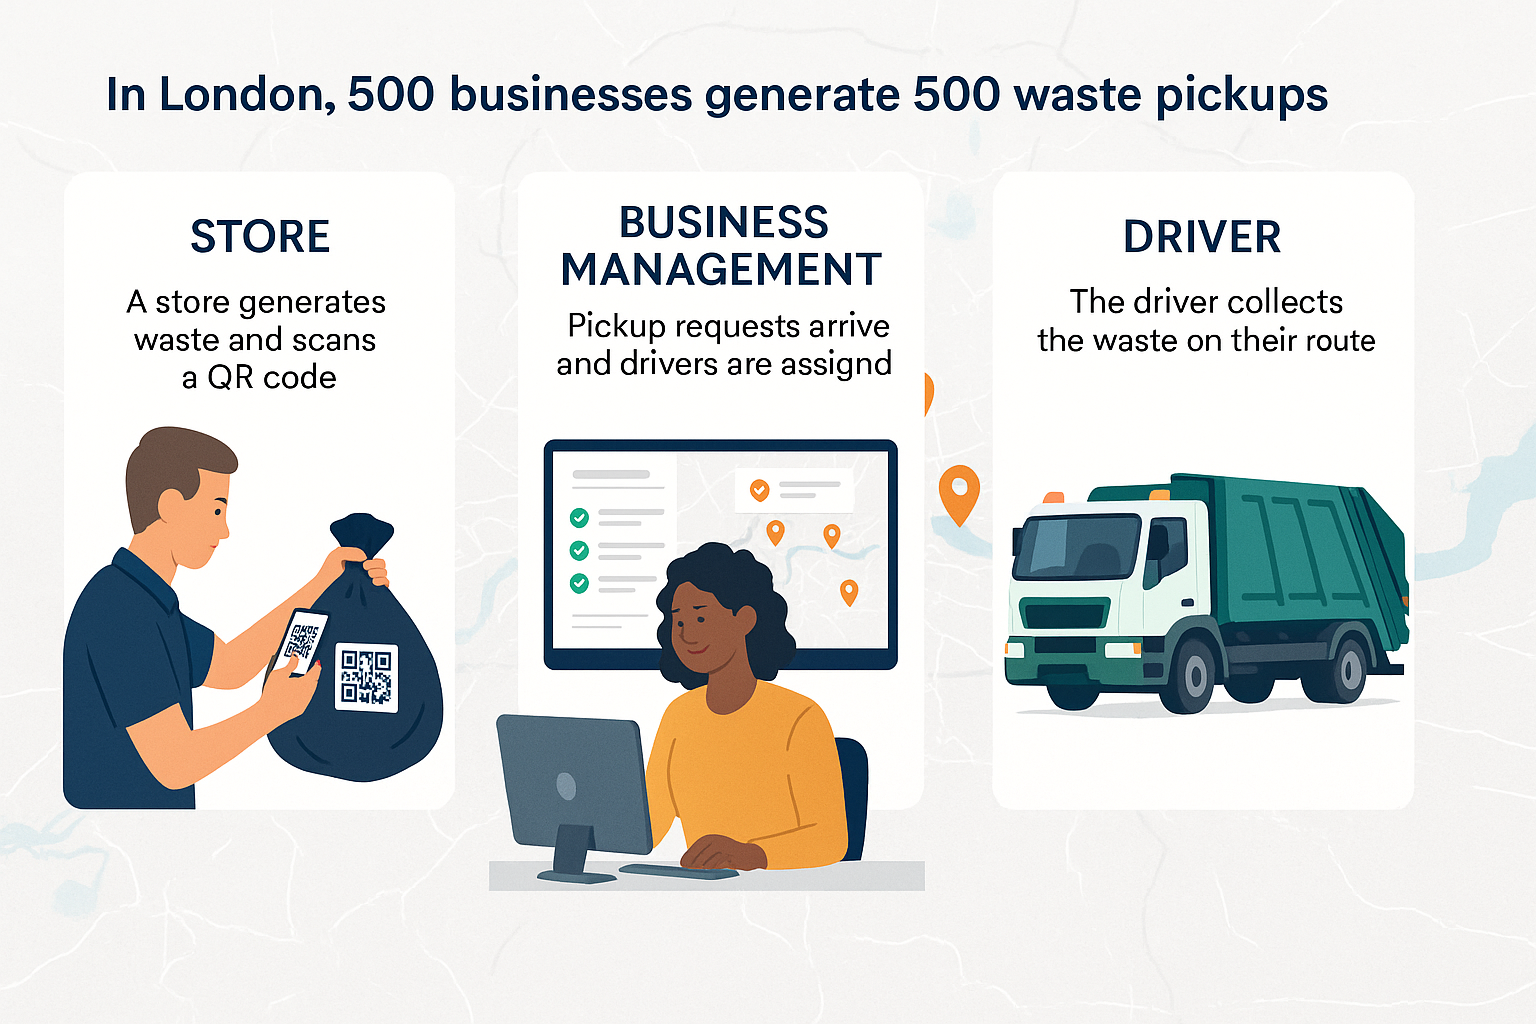 In London, 500 businesses generate 500 waste pickups
STORE
A store generates
waste and scans
a QR code
BUSINESS
MANAGEMENT
Pickup requests arrive
and drivers are assignd
DRIVER
The driver collects
the waste on their route